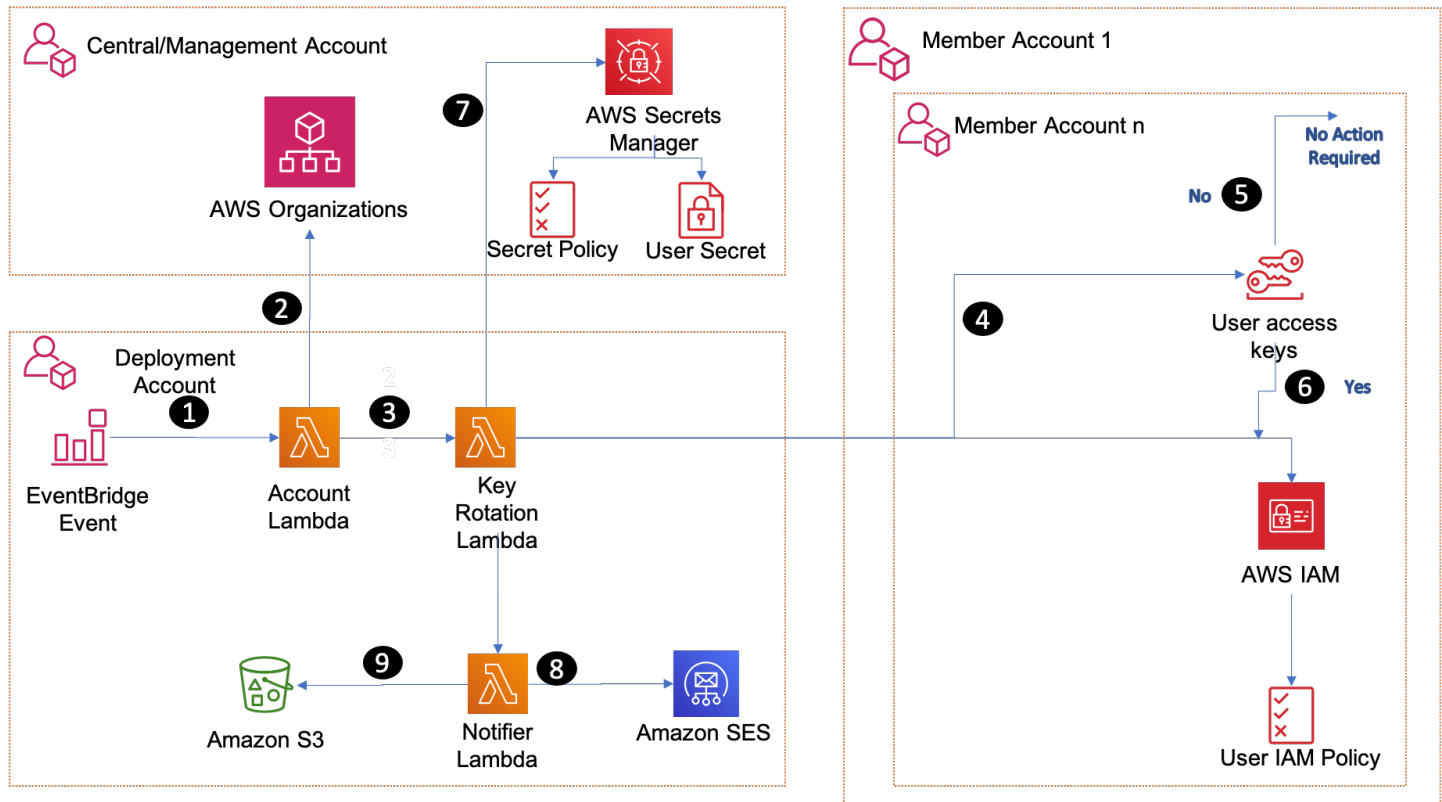 Central/Management Account
7
AWS Secrets
Manager
AWS Organizations
Secret Policy
User Secret
2
Deployment
Account
1
2
3
3
EventBridge
Event
Account
Lambda
Key
Rotation
Lambda
9
8
Amazon S3
Notifier
Lambda
Amazon SES
Member Account 1
Member Account n
No Action
Required
No
5
4
User access
keys
6
Yes
AWS IAM
User IAM Policy